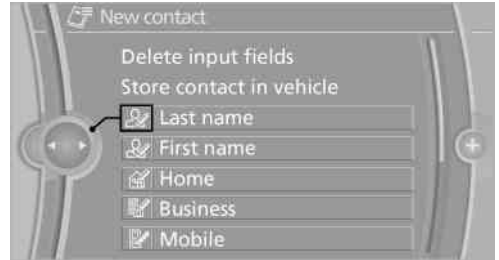 New contact
Delete input fields
Store contact in vehicle
Last name
First name
Home
Business
Mobile